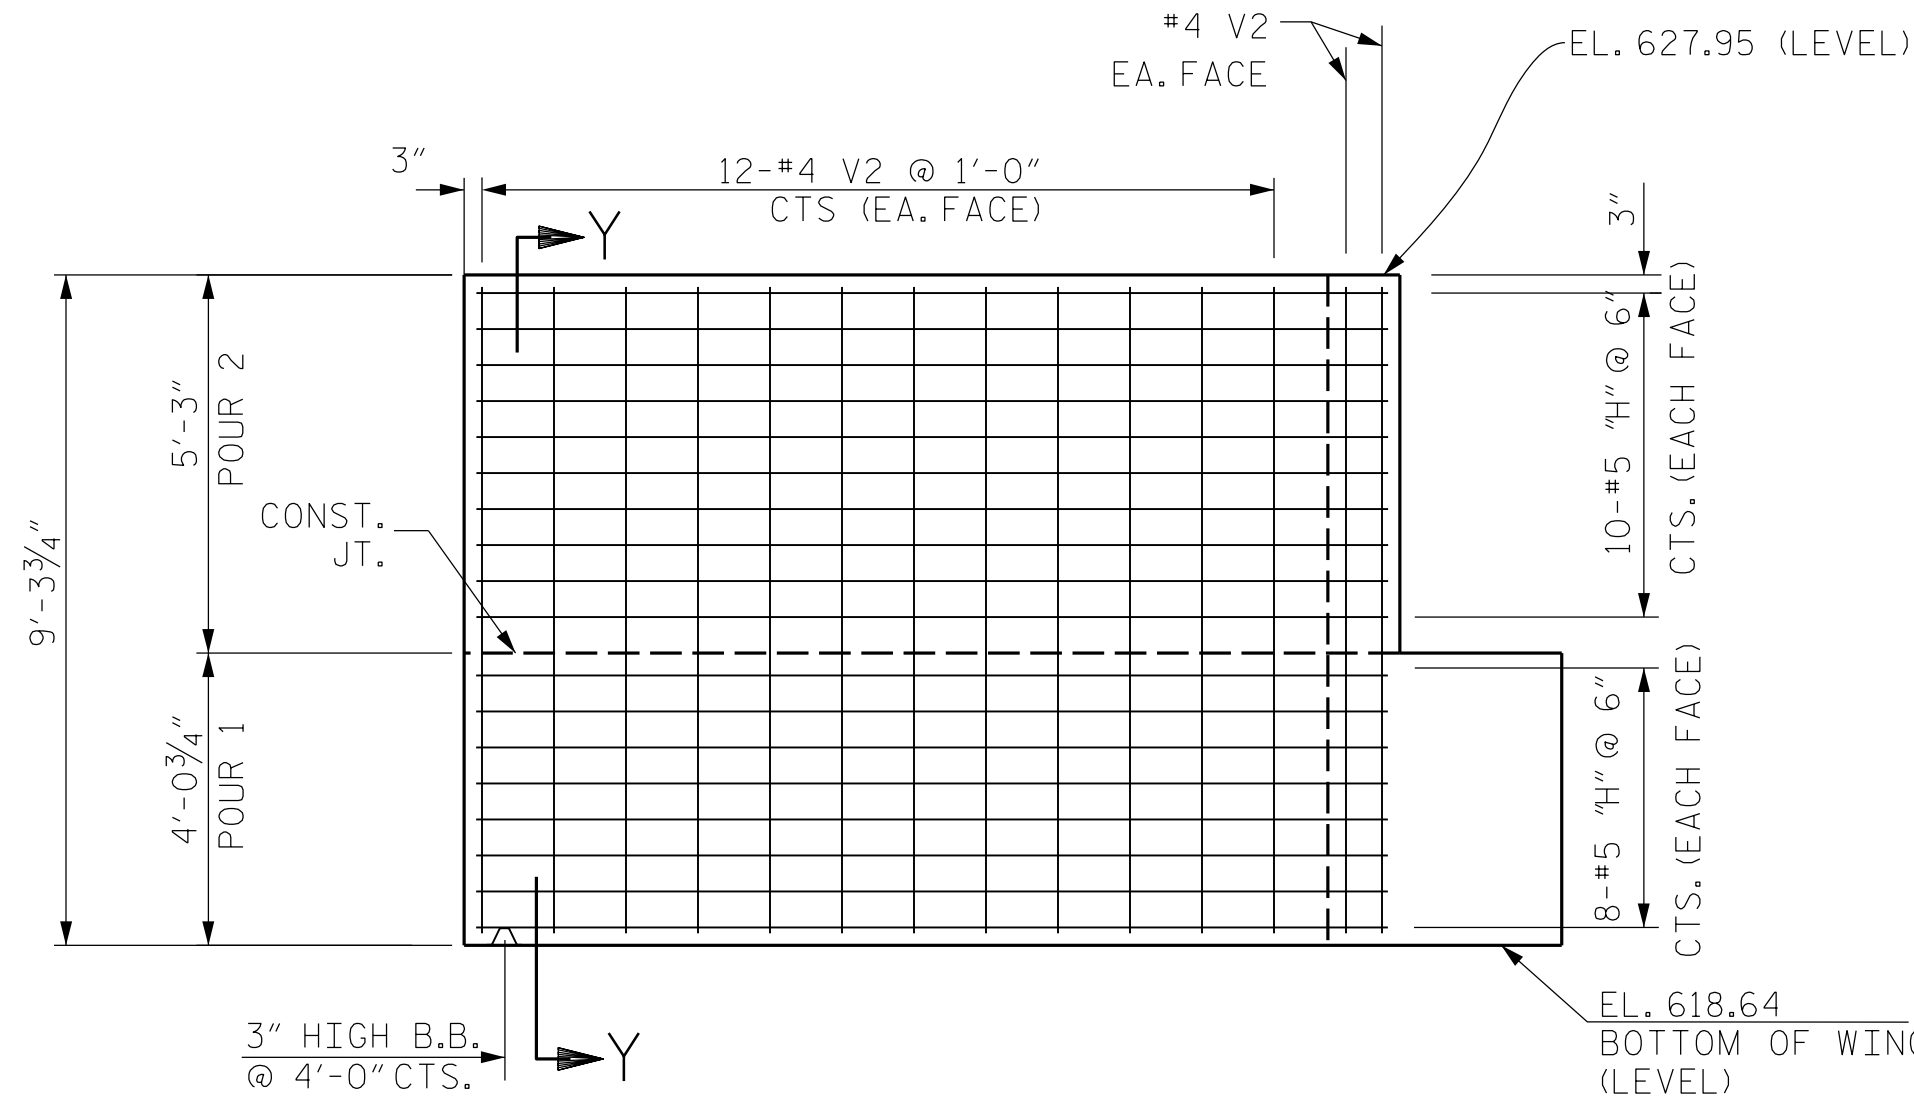 #4 V2
EA. FACE
EL. 627.95 (LEVEL)
3"
12-#4 V2 @ 1'-0"
CTS (EA. FACE)
Y
3"
10-#5 "H" @ 6"
CTS. (EACH FACE)
5'-3"
POUR 2
CONST.
JT.
9'-3¾"
4'-0¾"
POUR 1
8-#5 "H" @ 6"
CTS. (EACH FACE)
3" HIGH B.B.
@ 4'-0" CTS.
Y
EL. 618.64
BOTTOM OF
(LEVEL)